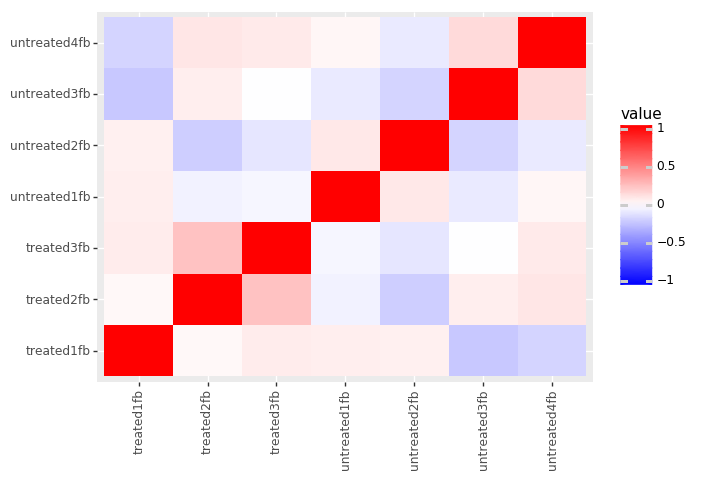 untreated4fb
untreated3fb
untreated2fb
untreated1fb
treated3fb
treated2fb
treated1fb
treated1fb
treated2fb
treated3fb
untreated1fb
untreated2fb
untreated3fb
untreated4fb
value
1
0.5
0
−0.5
−1